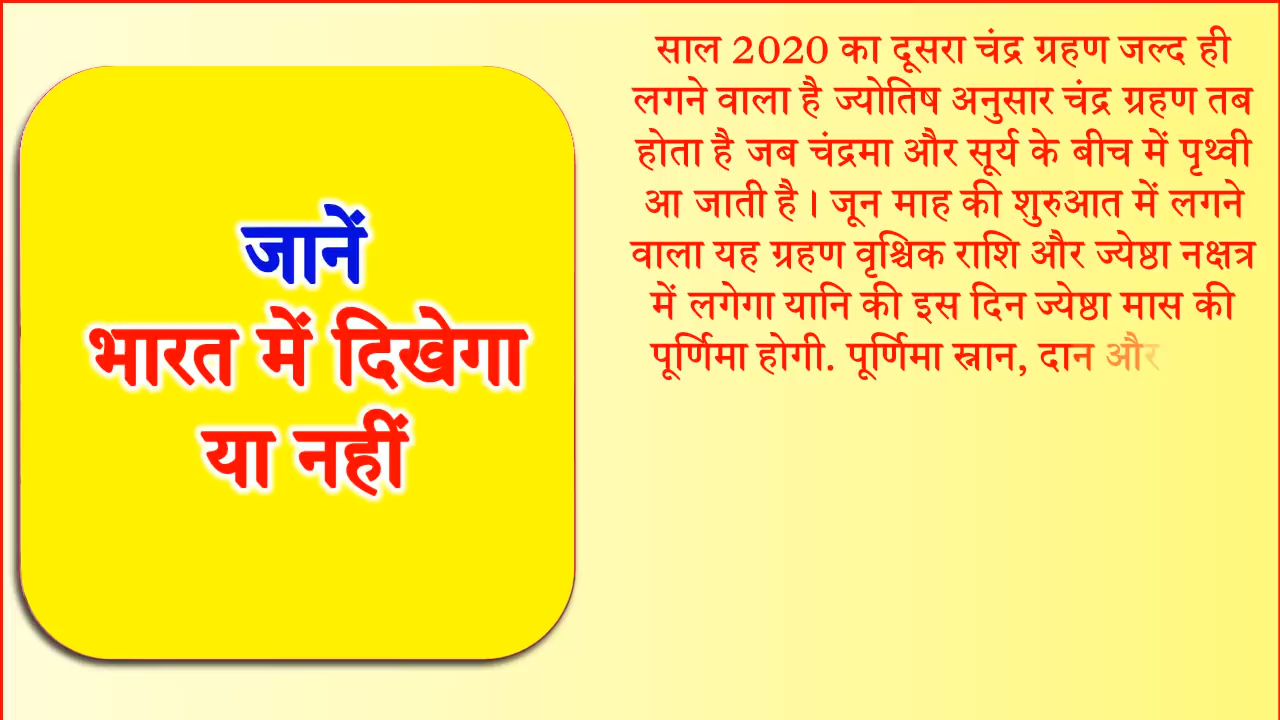 जानें
भारत में दिखेगा
या नहीं
साल 2020 का दूसरा चंद्र ग्रहण जल्द ही
लगने वाला है ज्योतिष अनुसार चंद्र ग्रहण तब
होता है जब चंद्रमा और सूर्य के बीच में पृथ्वी
आ जाती है। जून माह की शुरुआत में लगने
वाला यह ग्रहण वृश्चिक राशि और ज्येष्ठा नक्षत्र
में लगेगा यानि की इस दिन ज्येष्ठा मास की
पूर्णिमा होगी. पूर्णिमा स्नान, दान और